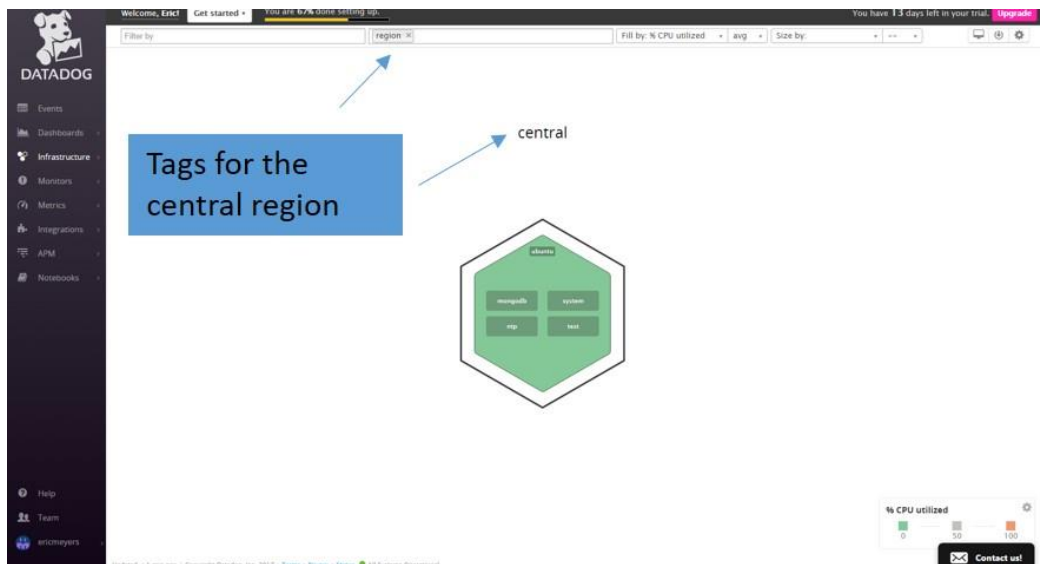 Welcome, Eric!
Get started
You are 67% done setting up.
You have 13 days left in your trial.
Upgrade
Filter by
region ×
Fill by: % CPU utilized
avg
Size by:
--
DATADOG
Events
Dashboards
Infrastructure
Monitors
Metrics
Integrations
APM
Notebooks
Tags for the
central region
central
ubuntu
mongodb
system
ntp
test
Help
Team
ericmeyers
% CPU utilized
0
50
100
Contact us!